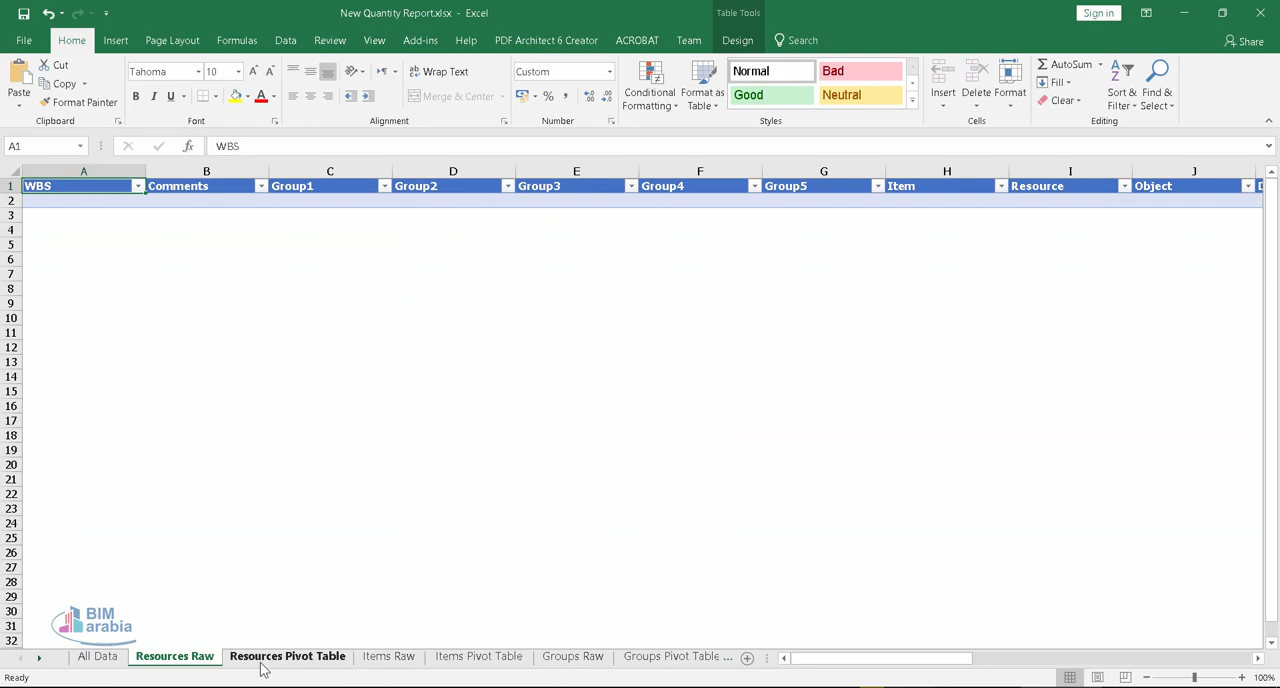 New Quantity Report.xlsx - Excel
Table Tools
Sign in
File Home Insert Page Layout Formulas Data Review View Add-ins Help PDF Architect 6 Creator ACROBAT Team Design Search
Share
Paste
Cut
Copy
Format Painter
Clipboard
Tahoma 10
B I U
Font
Wrap Text
Merge & Center
Alignment
Custom
%
Number
Conditional Formatting
Format as Table
Normal Bad
Good Neutral
Styles
Insert Delete Format
Cells
AutoSum
Fill
Clear
Sort & Filter
Find & Select
Editing
A1 fx WBS
A B C D E F G H I J
1 WBS Comments Group1 Group2 Group3 Group4 Group5 Item Resource Object
2
3
4
5
6
7
8
9
10
11
12
13
14
15
16
17
18
19
20
21
22
23
24
25
26
27
28
29
30
31
32
BIM
arabia
All Data Resources Raw Resources Pivot Table Items Raw Items Pivot Table Groups Raw Groups Pivot Table ...
Ready
100%